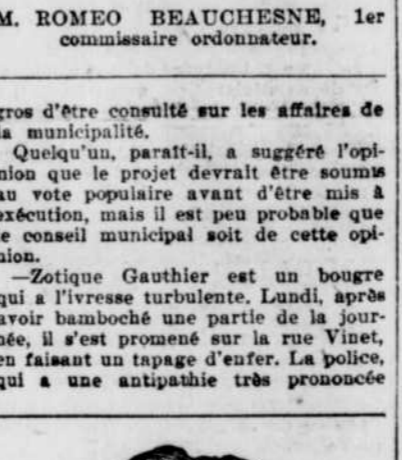 M. ROMEO BEAUCHESNE, 1er
commissaire ordonnateur.
gros d'être consulté sur les affaires de
la municipalité.
Quelqu'un, paraît-il, a suggéré l'opi-
nion que le projet devrait être soumis
au vote populaire avant d'être mis à
exécution, mais il est peu probable que
le conseil municipal soit de cette opi-
nion.
—Zotique Gauthier est un bougre
qui a l'ivresse turbulente. Lundi, après
avoir bamboché une partie de la jour-
née, il s'est promené sur la rue Vinet,
en faisant un tapage d'enfer. La police,
qui a une antipathie très prononcée